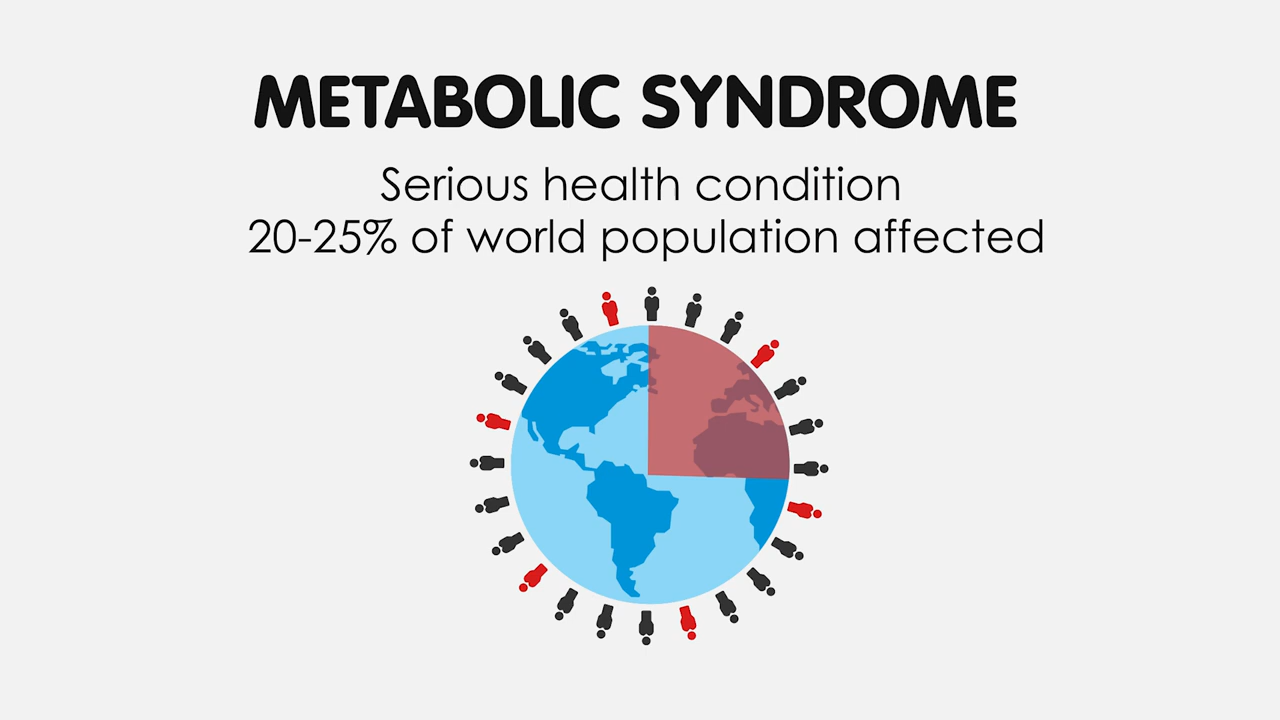 METABOLIC SYNDROME
Serious health condition
20-25% of world population affected